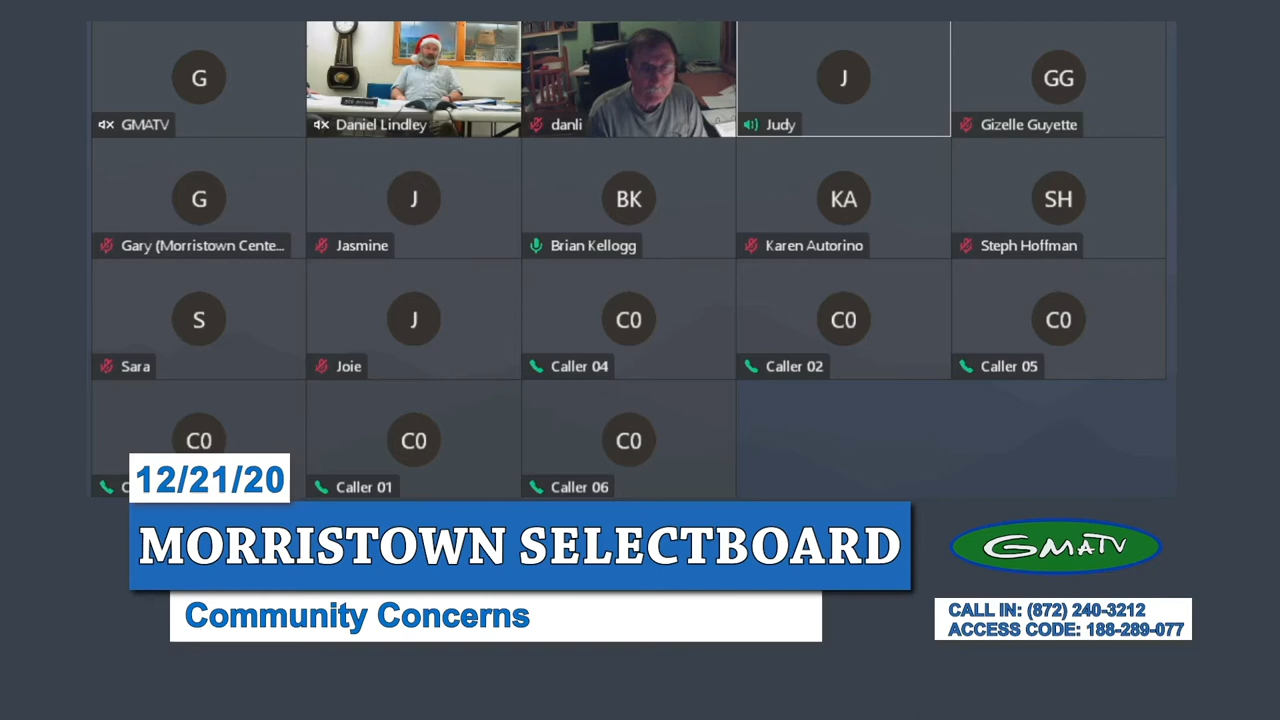 G
GMATV
Daniel Lindley
danli
J
Judy
GG
Gizelle Guyette
G
Gary (Morristown Cente...
J
Jasmine
BK
Brian Kellogg
KA
Karen Autorino
SH
Steph Hoffman
S
Sara
J
Joie
C0
Caller 04
C0
Caller 02
C0
Caller 05
C0
C0
Caller 01
C0
Caller 06
12/21/20
MORRISTOWN SELECTBOARD
Community Concerns
GMATV
CALL IN: (872) 240-3212
ACCESS CODE: 188-289-077